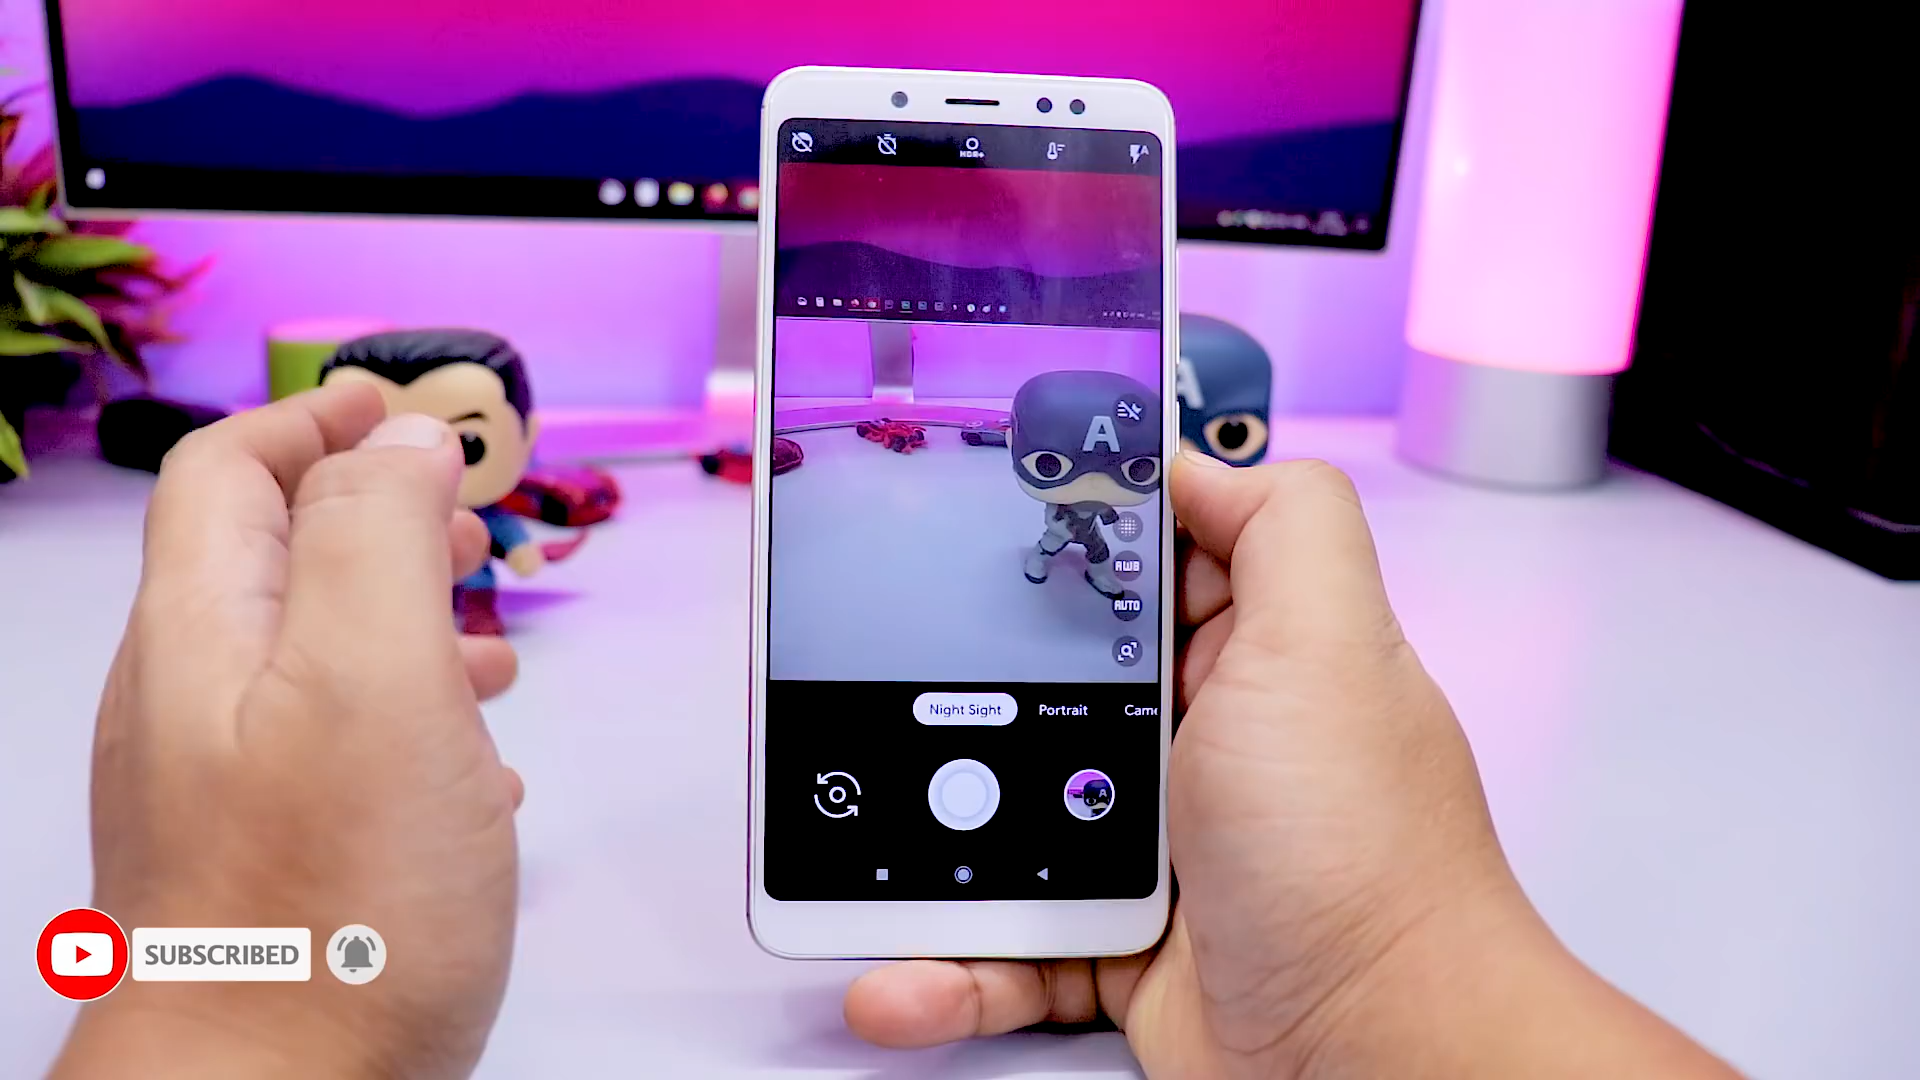 HDR+
A
A
A
AWB
AUTO
Night Sight
Portrait
Came
A
SUBSCRIBED